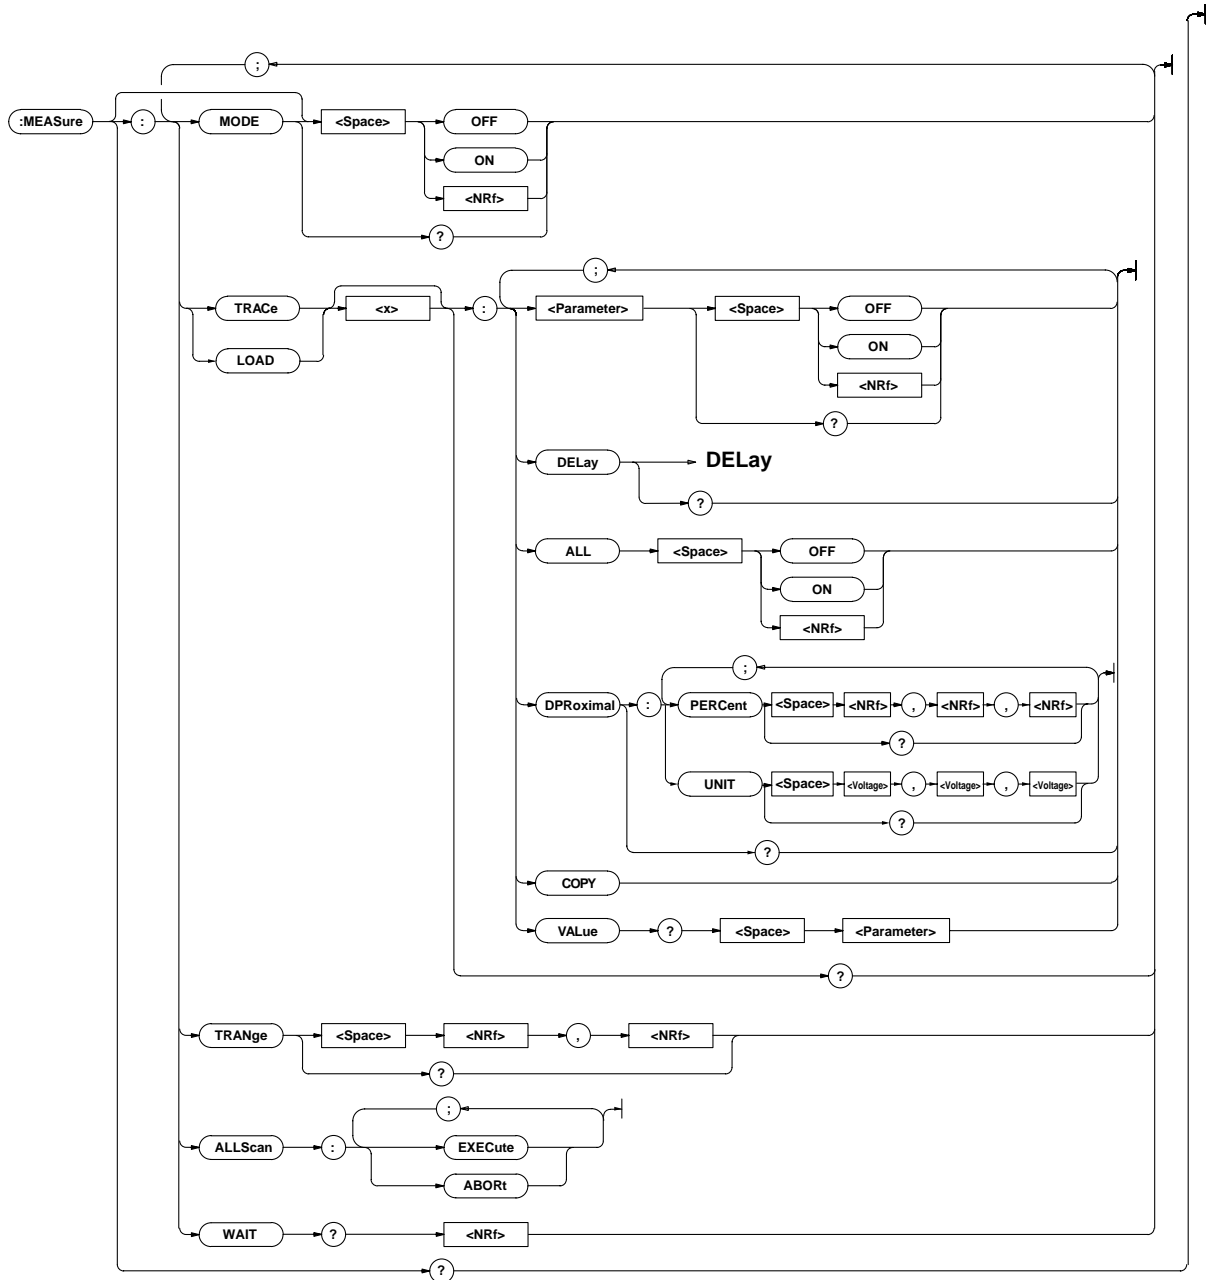 ;
:MEASure : MODE <Space> OFF
ON
<NRf>
?
;
TRACe <x> : <Parameter> <Space> OFF
LOAD ON
<NRf>
?
DELay DELay
?
ALL <Space> OFF
ON
<NRf>
;
DPRoximal : PERCent <Space> <NRf> , <NRf> , <NRf>
?
UNIT <Space> <Voltage> , <Voltage> , <Voltage>
?
?
COPY
VALue ? <Space> <Parameter>
?
TRANge <Space> <NRf> , <NRf>
?
;
ALLScan : EXECute
ABORt
WAIT ? <NRf>
?